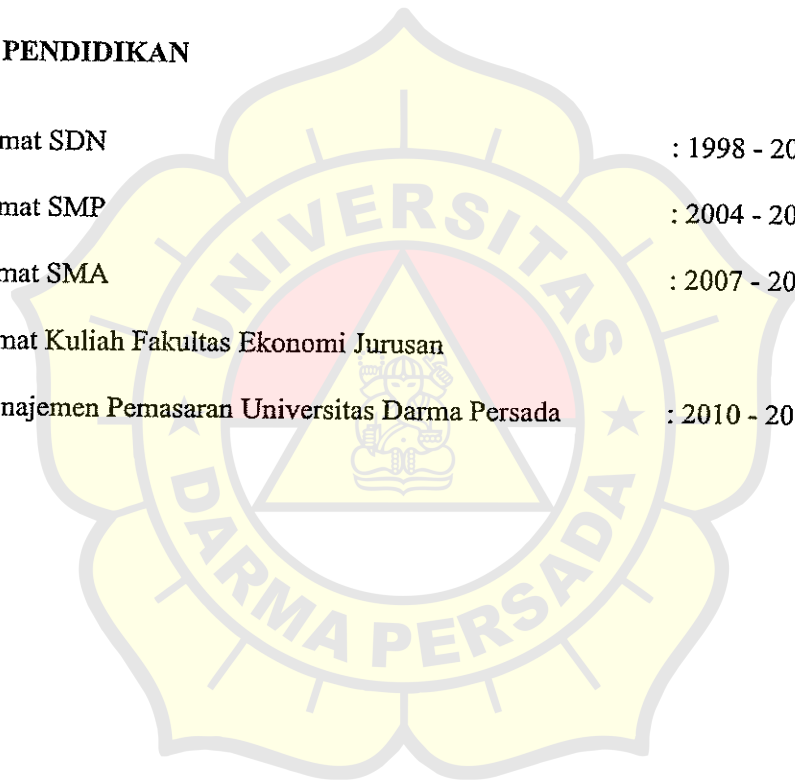 PENDIDIKAN
mat SDN : 1998 - 20
mat SMP : 2004 - 20
mat SMA : 2007 - 20
mat Kuliah Fakultas Ekonomi Jurusan
najemen Pemasaran Universitas Darma Persada : 2010 - 20
UNIVERSITAS
DARMA PERSADA